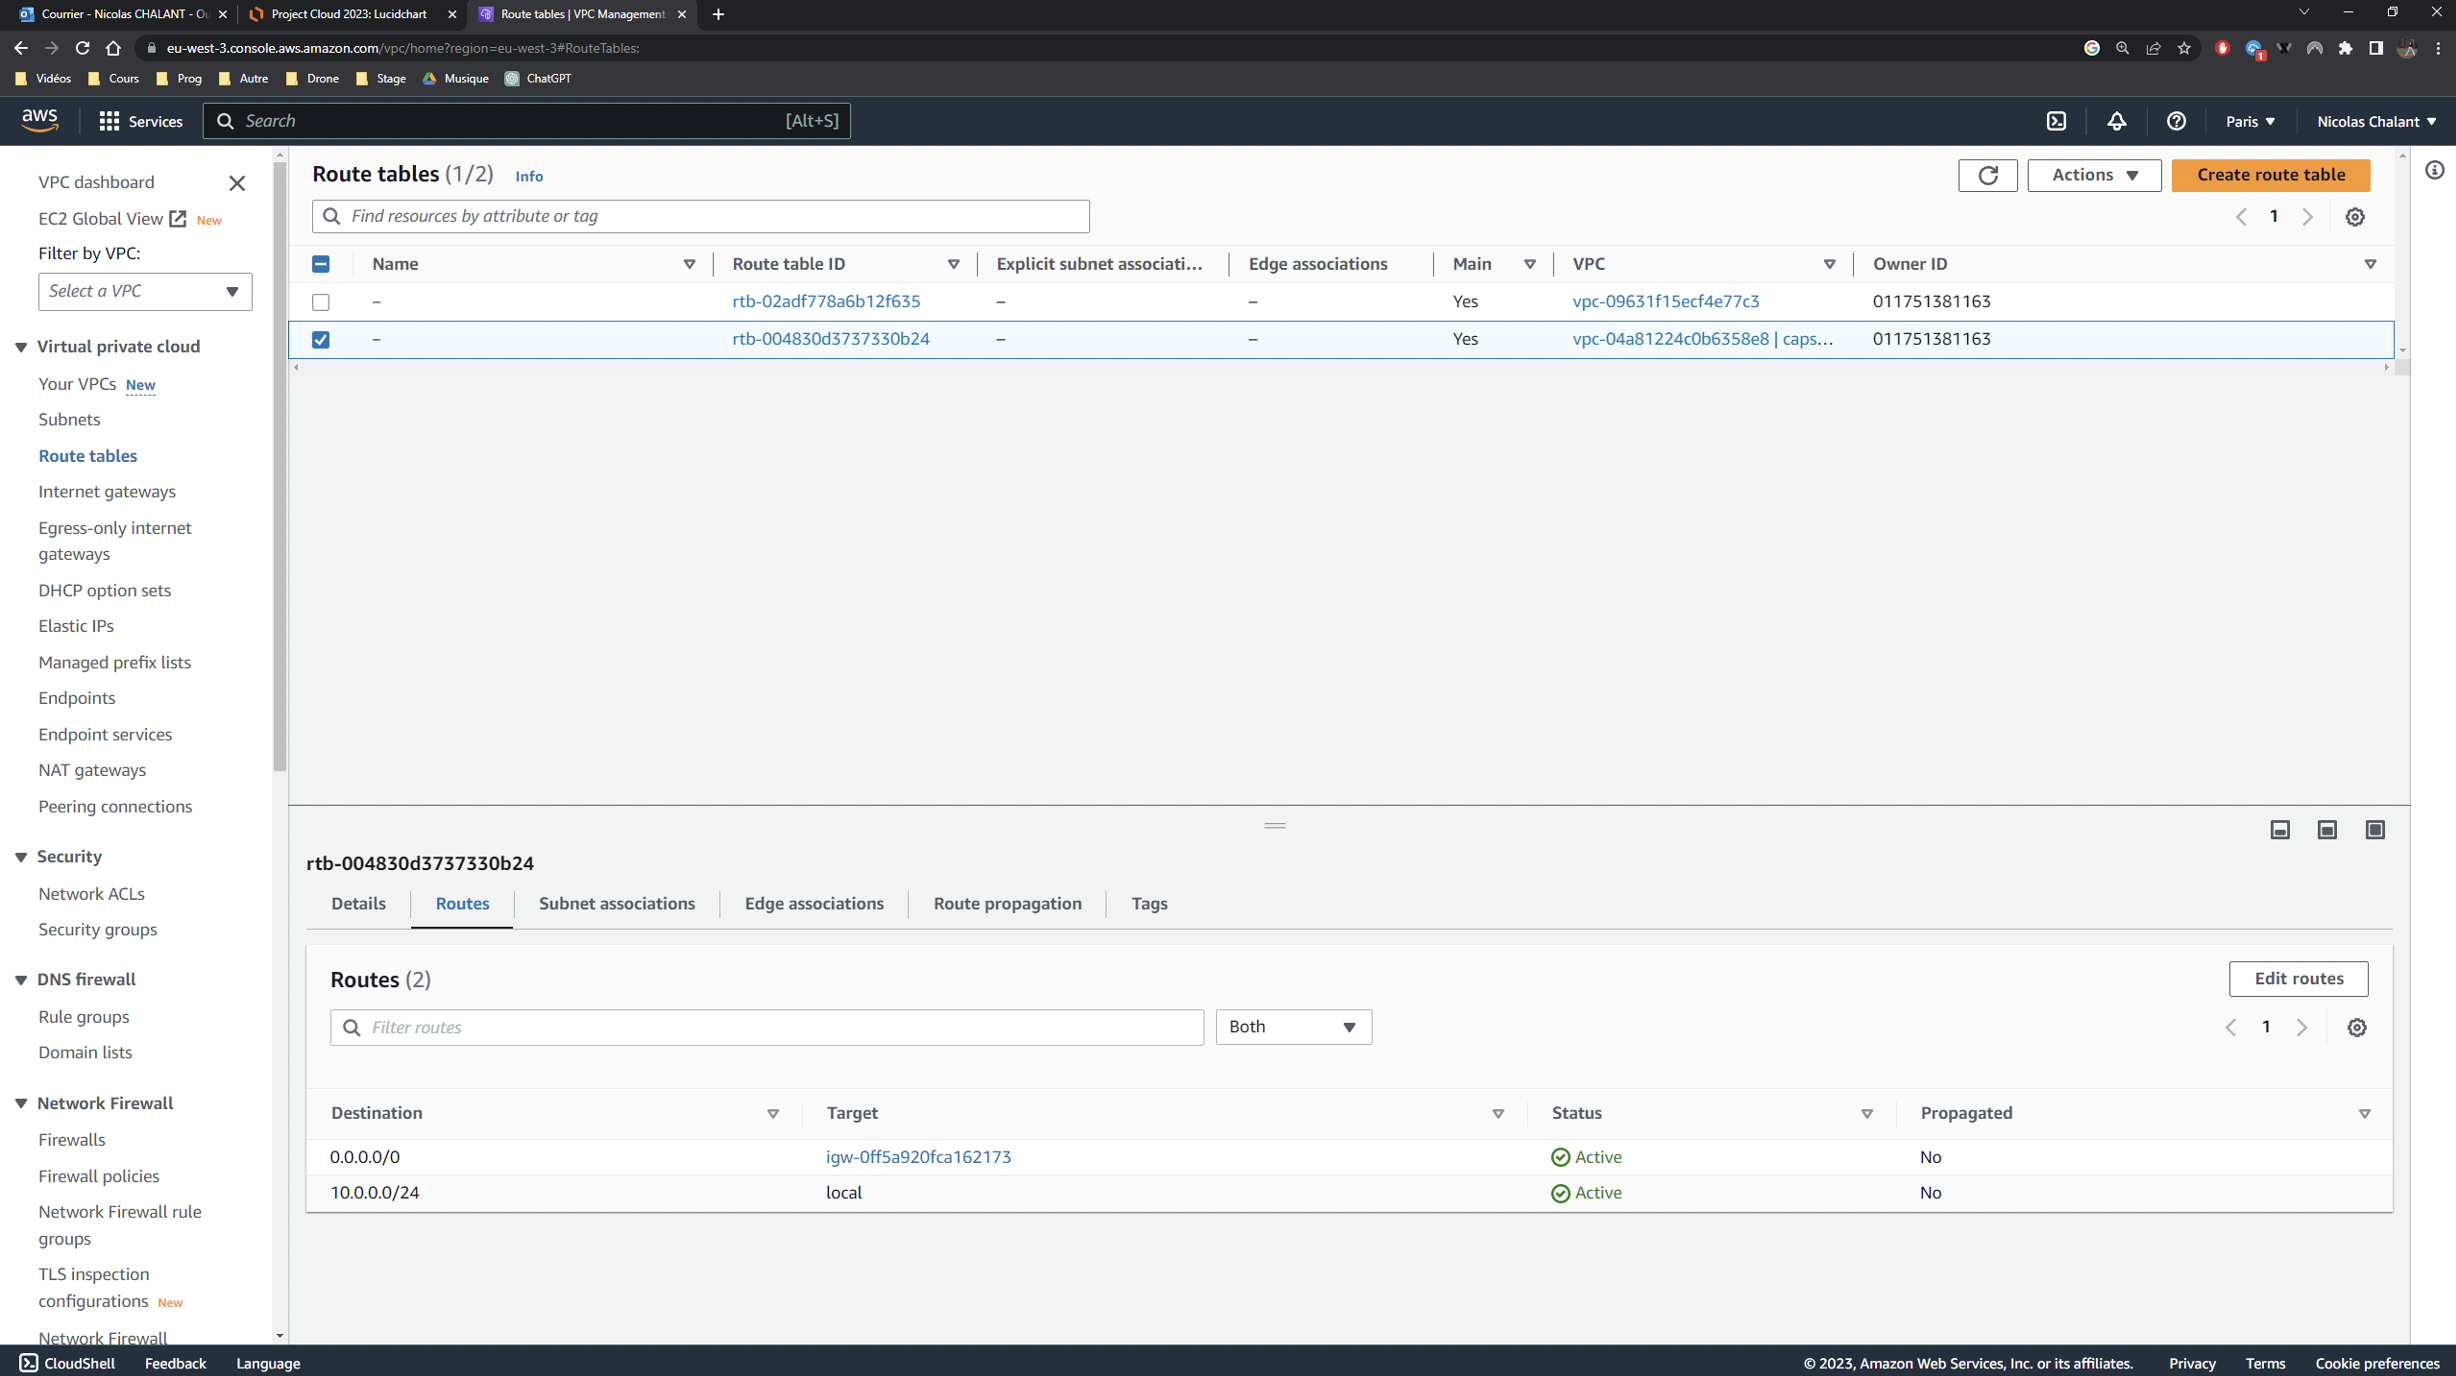 Courrier - Nicolas CHALANT - Ou
Project Cloud 2023: Lucidchart
Route tables | VPC Management
eu-west-3.console.aws.amazon.com/vpc/home?region=eu-west-3#RouteTables:
1
Vidéos
Cours
Prog
Autre
Drone
Stage
Musique
ChatGPT
aws
Services
Search
[Alt+S]
Paris
Nicolas Chalant
VPC dashboard
EC2 Global View New
Filter by VPC:
Select a VPC
Virtual private cloud
Your VPCs New
Subnets
Route tables
Internet gateways
Egress-only internet
gateways
DHCP option sets
Elastic IPs
Managed prefix lists
Endpoints
Endpoint services
NAT gateways
Peering connections
Security
Network ACLs
Security groups
DNS firewall
Rule groups
Domain lists
Network Firewall
Firewalls
Firewall policies
Network Firewall rule
groups
TLS inspection
configurations New
Network Firewall
Route tables (1/2) Info
Actions
Create route table
Find resources by attribute or tag
1
Name Route table ID Explicit subnet associati... Edge associations Main VPC Owner ID
– rtb-02adf778a6b12f635 – – Yes vpc-09631f15ecf4e77c3 011751381163
– rtb-004830d3737330b24 – – Yes vpc-04a81224c0b6358e8 | caps... 011751381163
rtb-004830d3737330b24
Details Routes Subnet associations Edge associations Route propagation Tags
Routes (2)
Edit routes
Filter routes
Both
1
Destination Target Status Propagated
0.0.0.0/0 igw-0ff5a920fca162173 Active No
10.0.0.0/24 local Active No
CloudShell Feedback Language
© 2023, Amazon Web Services, Inc. or its affiliates. Privacy Terms Cookie preferences